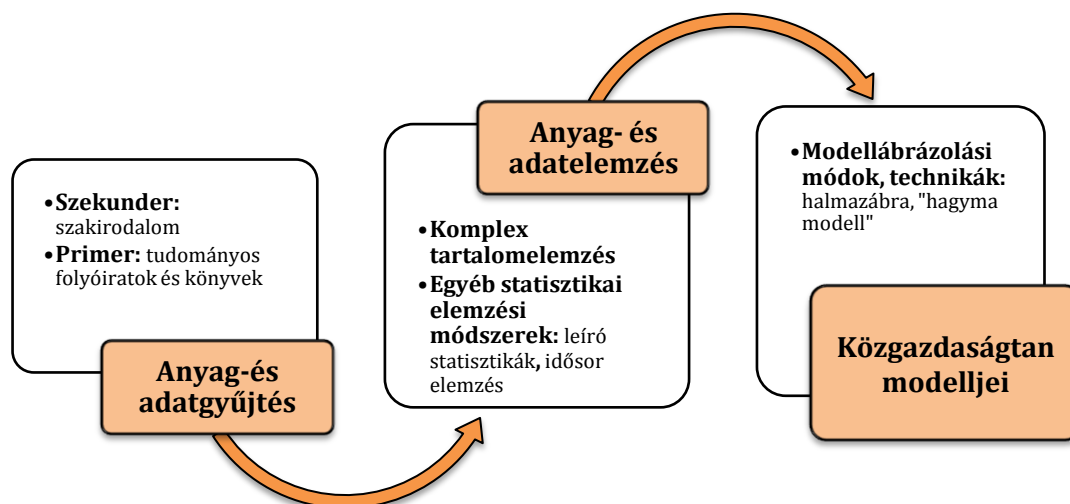 •Szekunder:
szakirodalom
•Primer: tudományos
folyóiratok és könyvek
Anyag-és
adatgyűjtés
Anyag- és
adatelemzés
•Komplex
tartalomelemzés
•Egyéb statisztikai
elemzési
módszerek: leíró
statisztikák, idősor
elemzés
•Modellábrázolási
módok, technikák:
halmazábra, "hagyma
modell"
Közgazdaságtan
modelljei